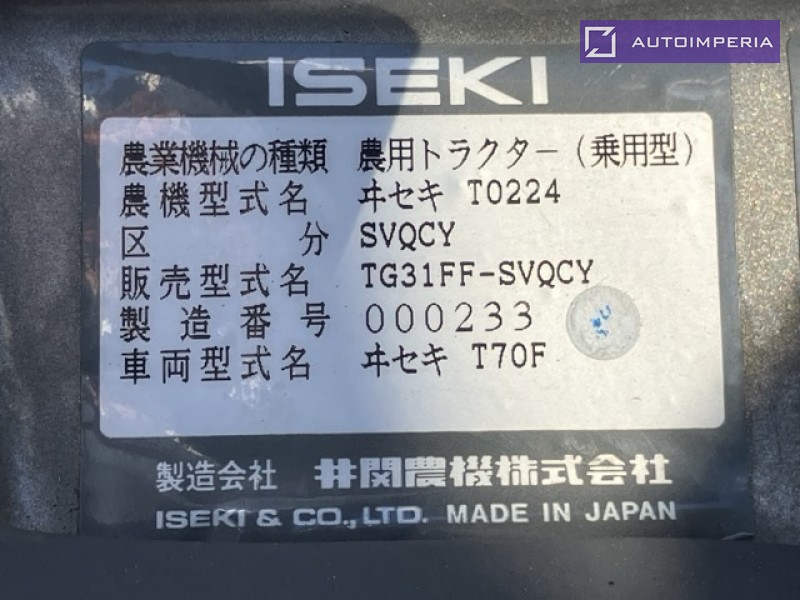 AUTOIMPERIA
ISEKI
農業機械の種類 農用トラクター(乗用型)
農機型式名 ヰセキ TO224
区分 SVQCY
販売型式名 TG31FF-SVQCY
製造番号 000233
車両型式名 ヰセキ T70F
製造会社 井関農機株式会社
ISEKI & CO.,LTD. MADE IN JAPAN